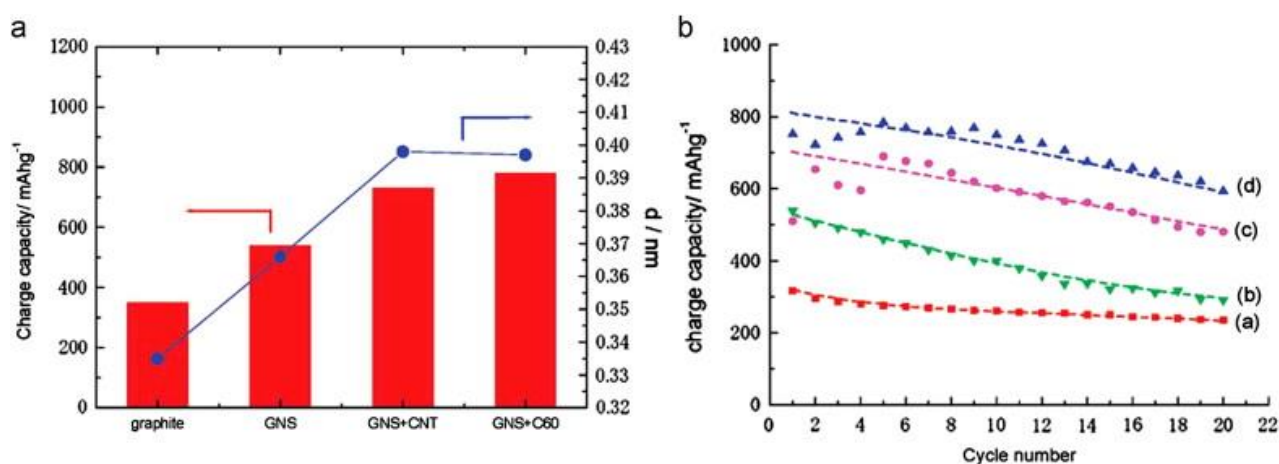 a
1200
1000
800
600
400
200
0
Charge capacity/ mAhg⁻¹
graphite
GNS
GNS+CNT
GNS+C60
0.43
0.42
0.41
0.40
0.39
0.38
0.37
0.36
0.35
0.34
0.33
0.32
d / nm
b
1000
800
600
400
200
0
charge capacity/ mAhg⁻¹
(d)
(c)
(b)
(a)
0 2 4 6 8 10 12 14 16 18 20 22
Cycle number